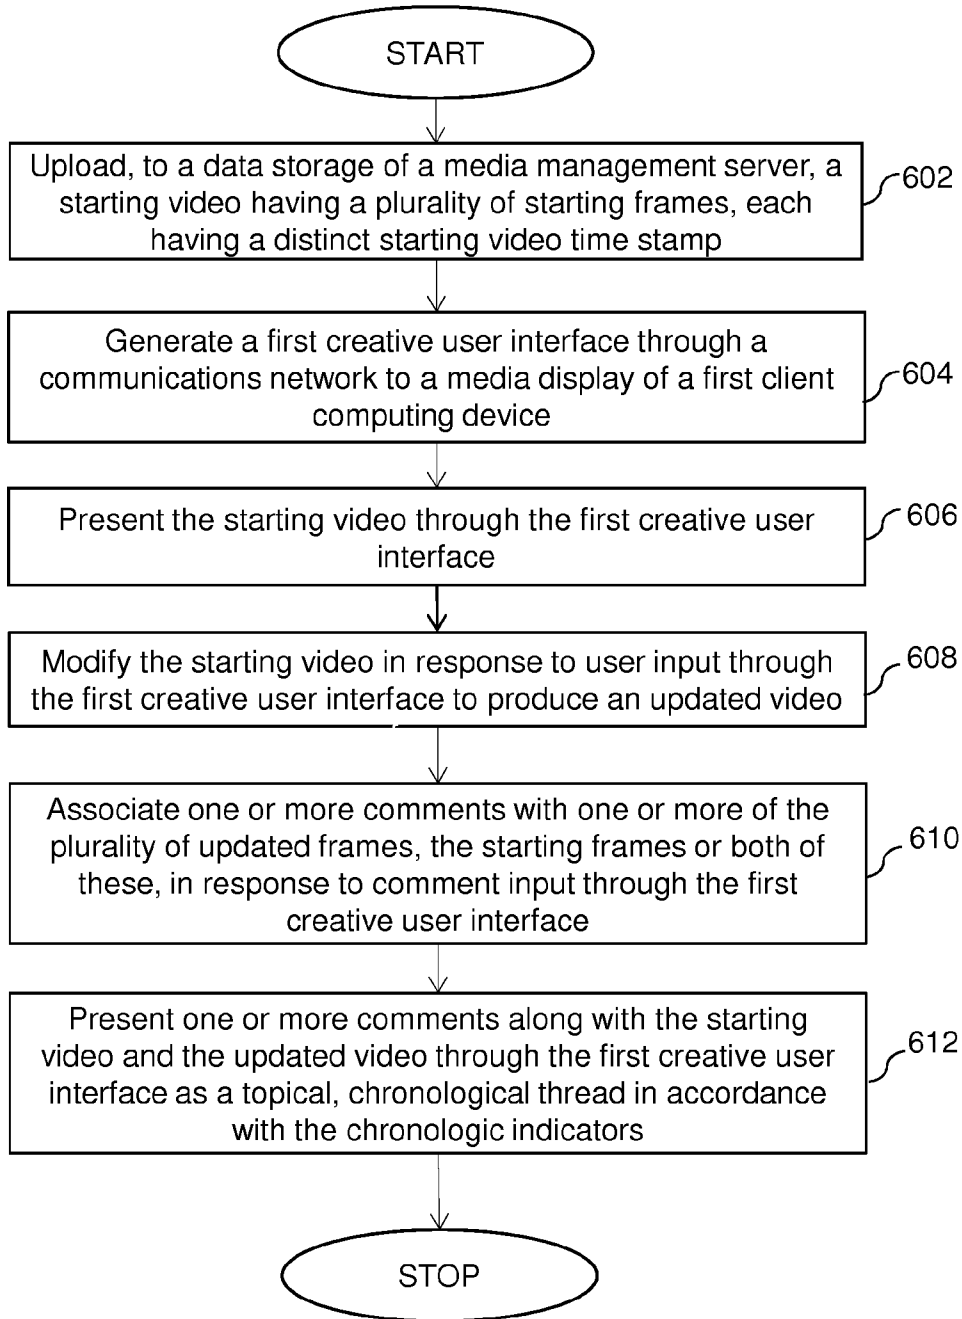 START
Upload, to a data storage of a media management server, a
starting video having a plurality of starting frames, each
having a distinct starting video time stamp
602
Generate a first creative user interface through a
communications network to a media display of a first client
computing device
604
Present the starting video through the first creative user
interface
606
Modify the starting video in response to user input through
the first creative user interface to produce an updated video
608
Associate one or more comments with one or more of the
plurality of updated frames, the starting frames or both of
these, in response to comment input through the first
creative user interface
610
Present one or more comments along with the starting
video and the updated video through the first creative user
interface as a topical, chronological thread in accordance
with the chronologic indicators
612
STOP